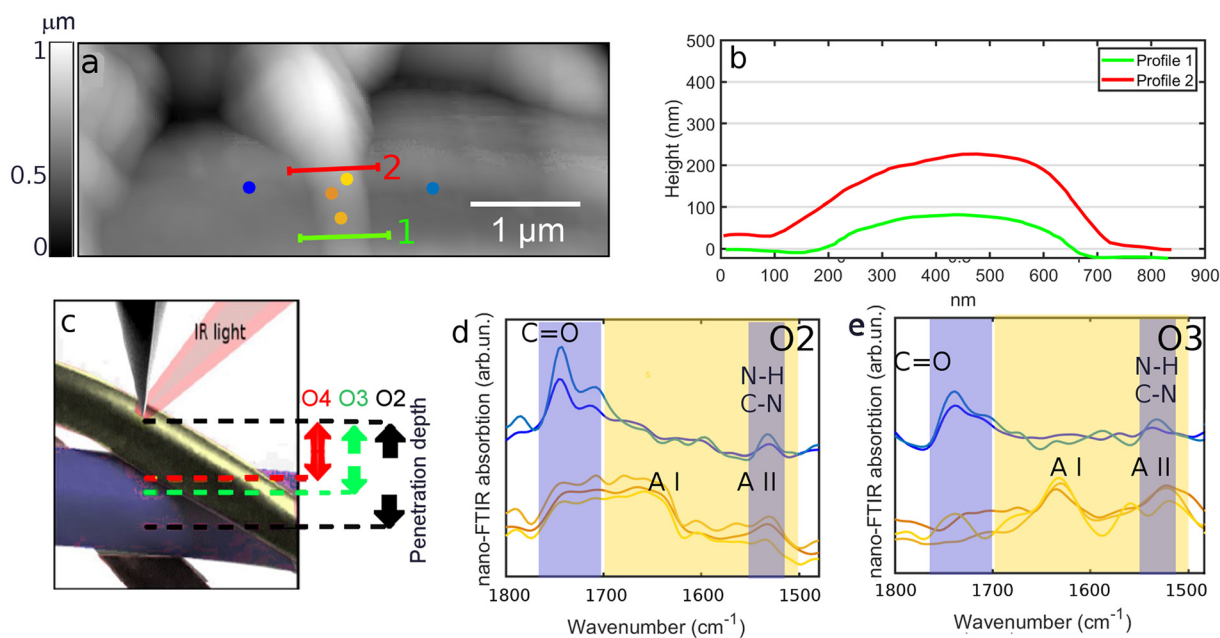 μm
1
0.5
0
a
2
1
1 μm
b
Profile 1
Profile 2
Height (nm)
500
400
300
200
100
0
0 100 200 300 400 500 600 700 800 900
nm
c
IR light
O4 O3 O2
Penetration depth
d
C=O
O2
N-H
C-N
A I
A II
nano-FTIR absorption (arb.un.)
1800 1700 1600 1500
Wavenumber (cm-1)
e
C=O
O3
N-H
C-N
A I
A II
nano-FTIR absorption (arb.un.)
1800 1700 1600 1500
Wavenumber (cm-1)